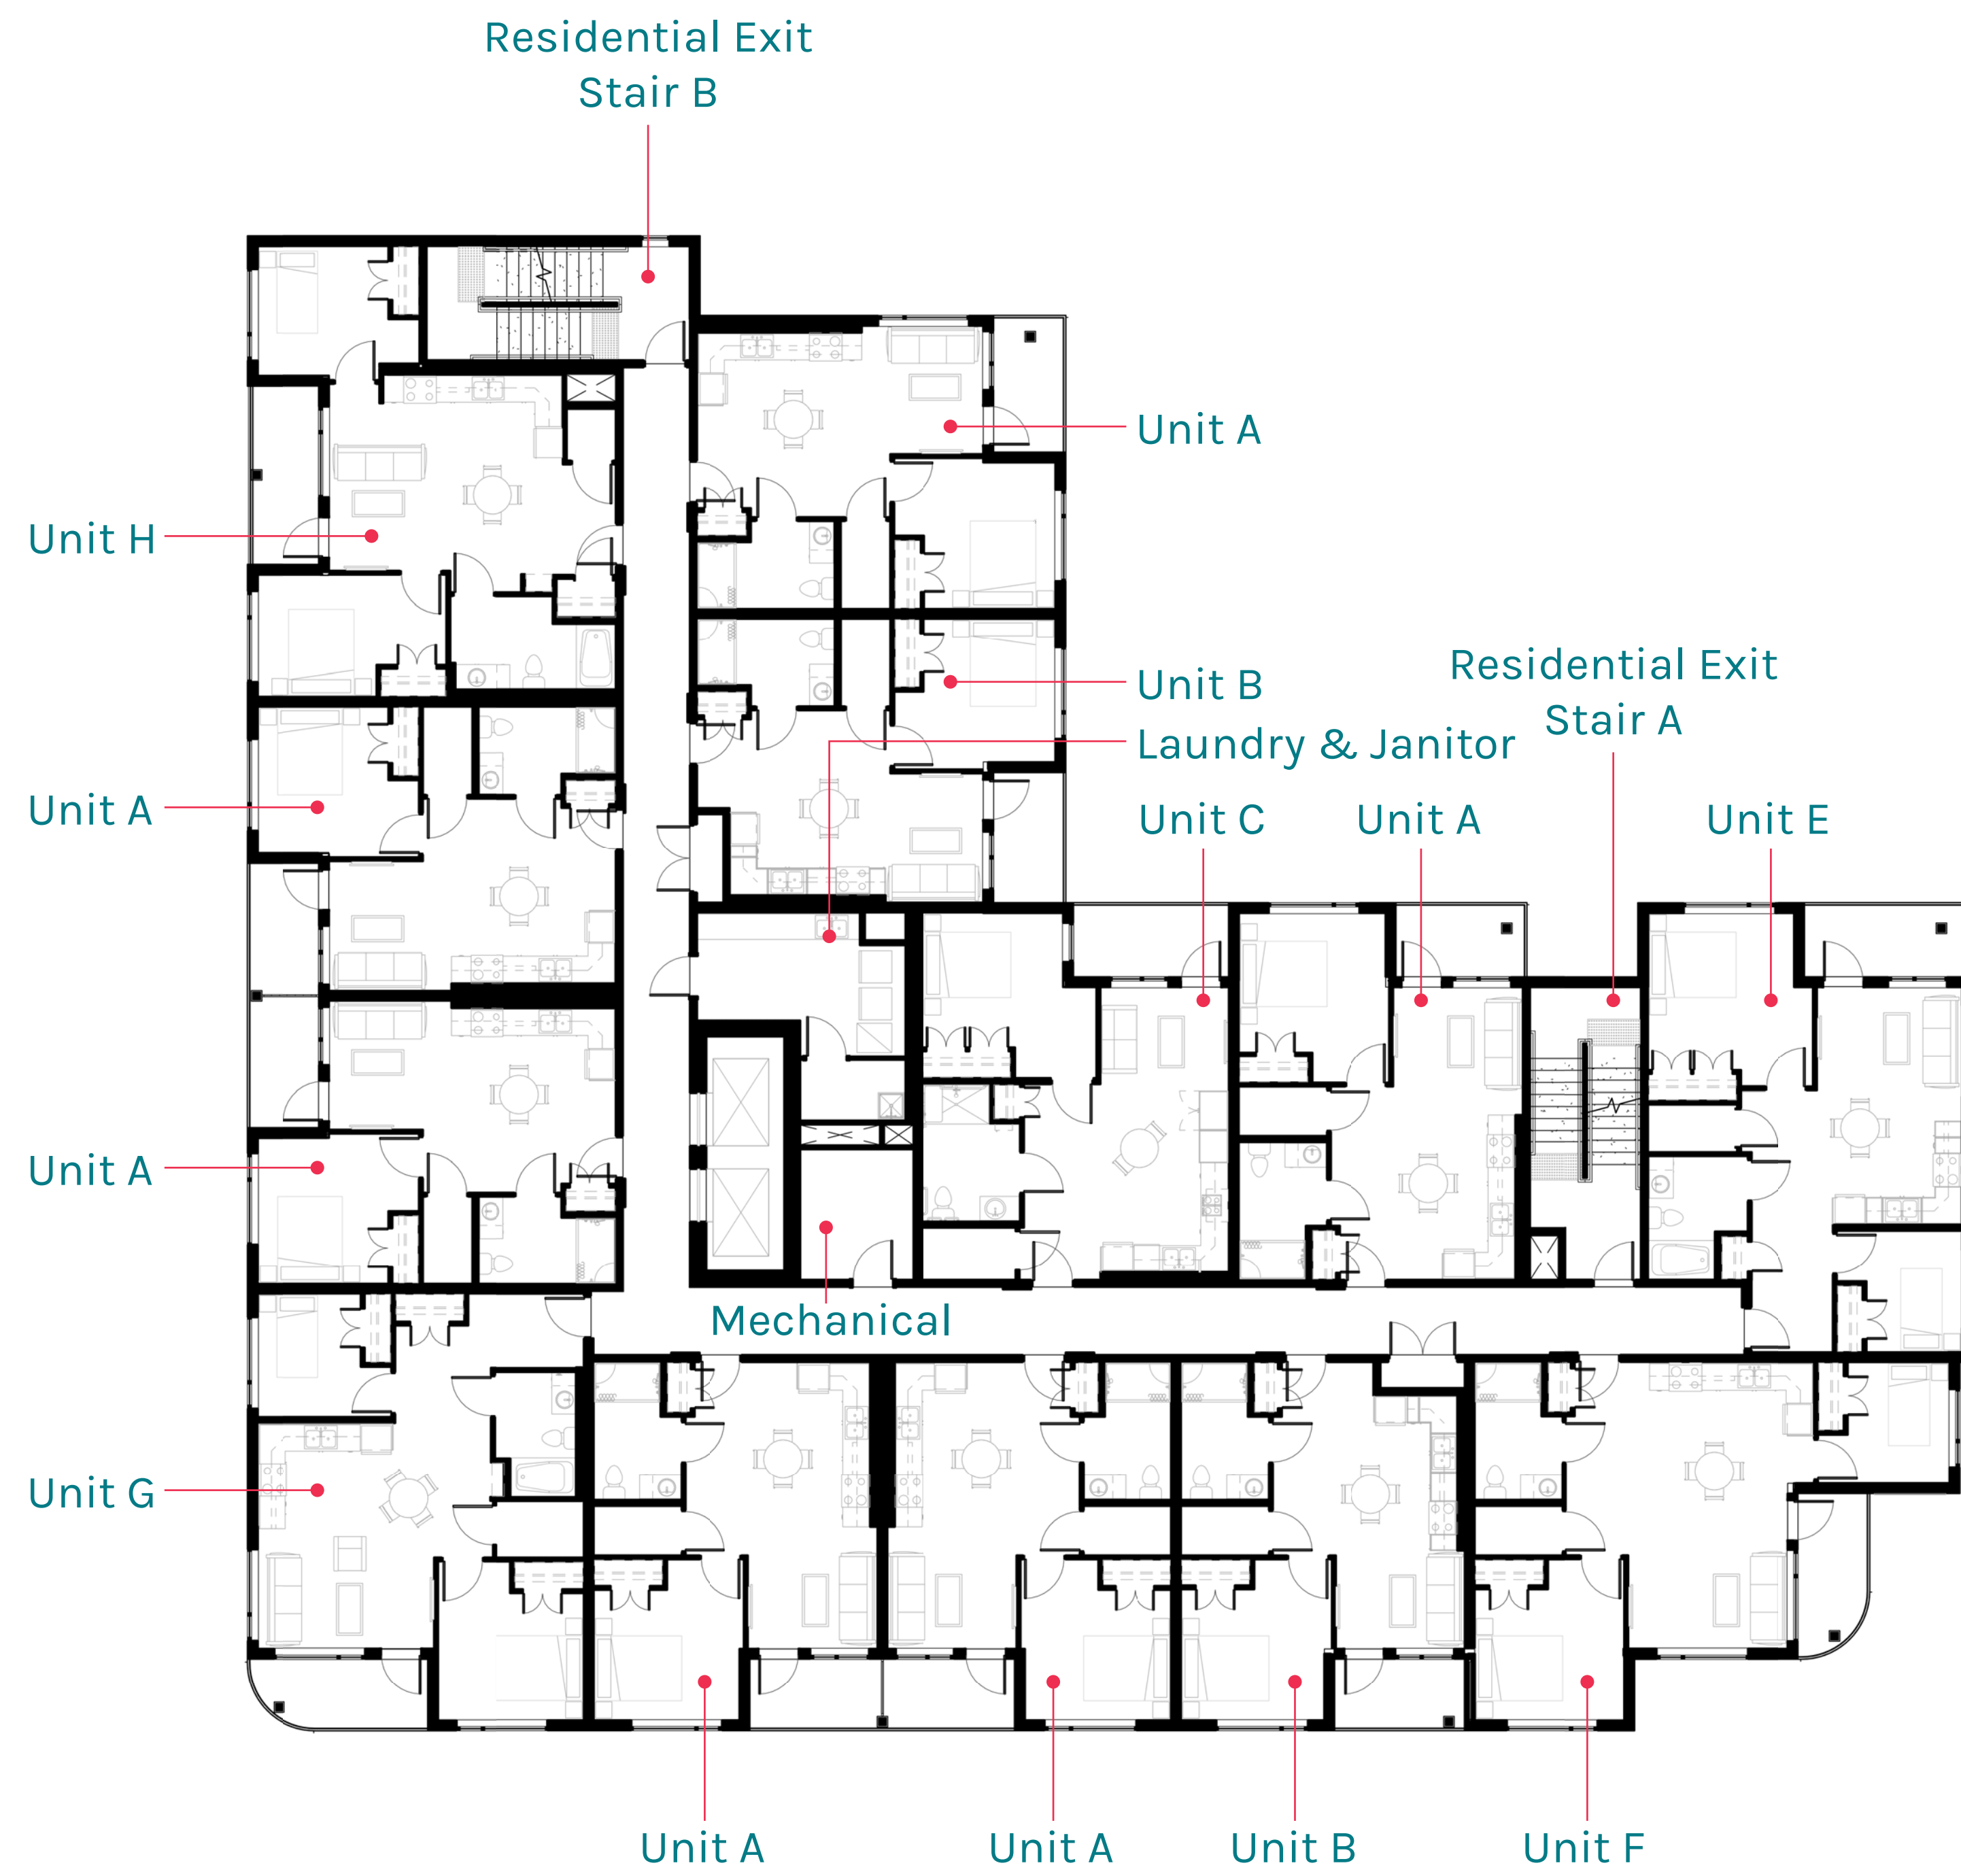 Residential Exit
Stair B
Unit A
Unit H
Unit B
Residential Exit
Stair A
Laundry & Janitor
Unit A
Unit C
Unit A
Unit E
Unit A
Mechanical
Unit G
Unit A
Unit A
Unit B
Unit F